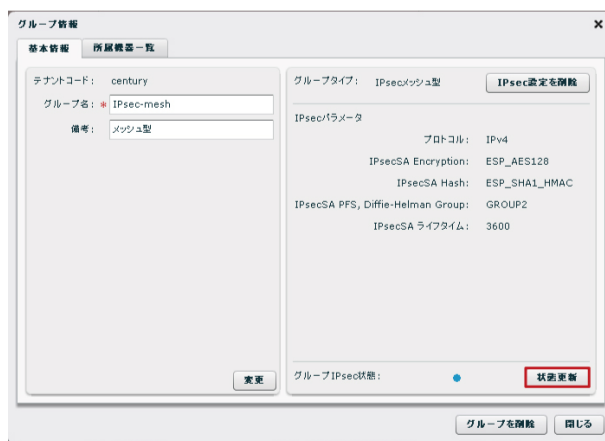 グループ情報
×
基本情報 所属機器一覧
テナントコード： century
グループ名：* IPsec-mesh
備考： メッシュ型
変更
グループタイプ： IPsecメッシュ型 IPsec設定を削除
IPsecパラメータ
プロトコル： IPv4
IPsecSA Encryption: ESP_AES128
IPsecSA Hash: ESP_SHA1_HMAC
IPsecSA PFS, Diffie-Helman Group: GROUP2
IPsecSA ライフタイム： 3600
グループIPsec状態： 状態更新
グループを削除 閉じる